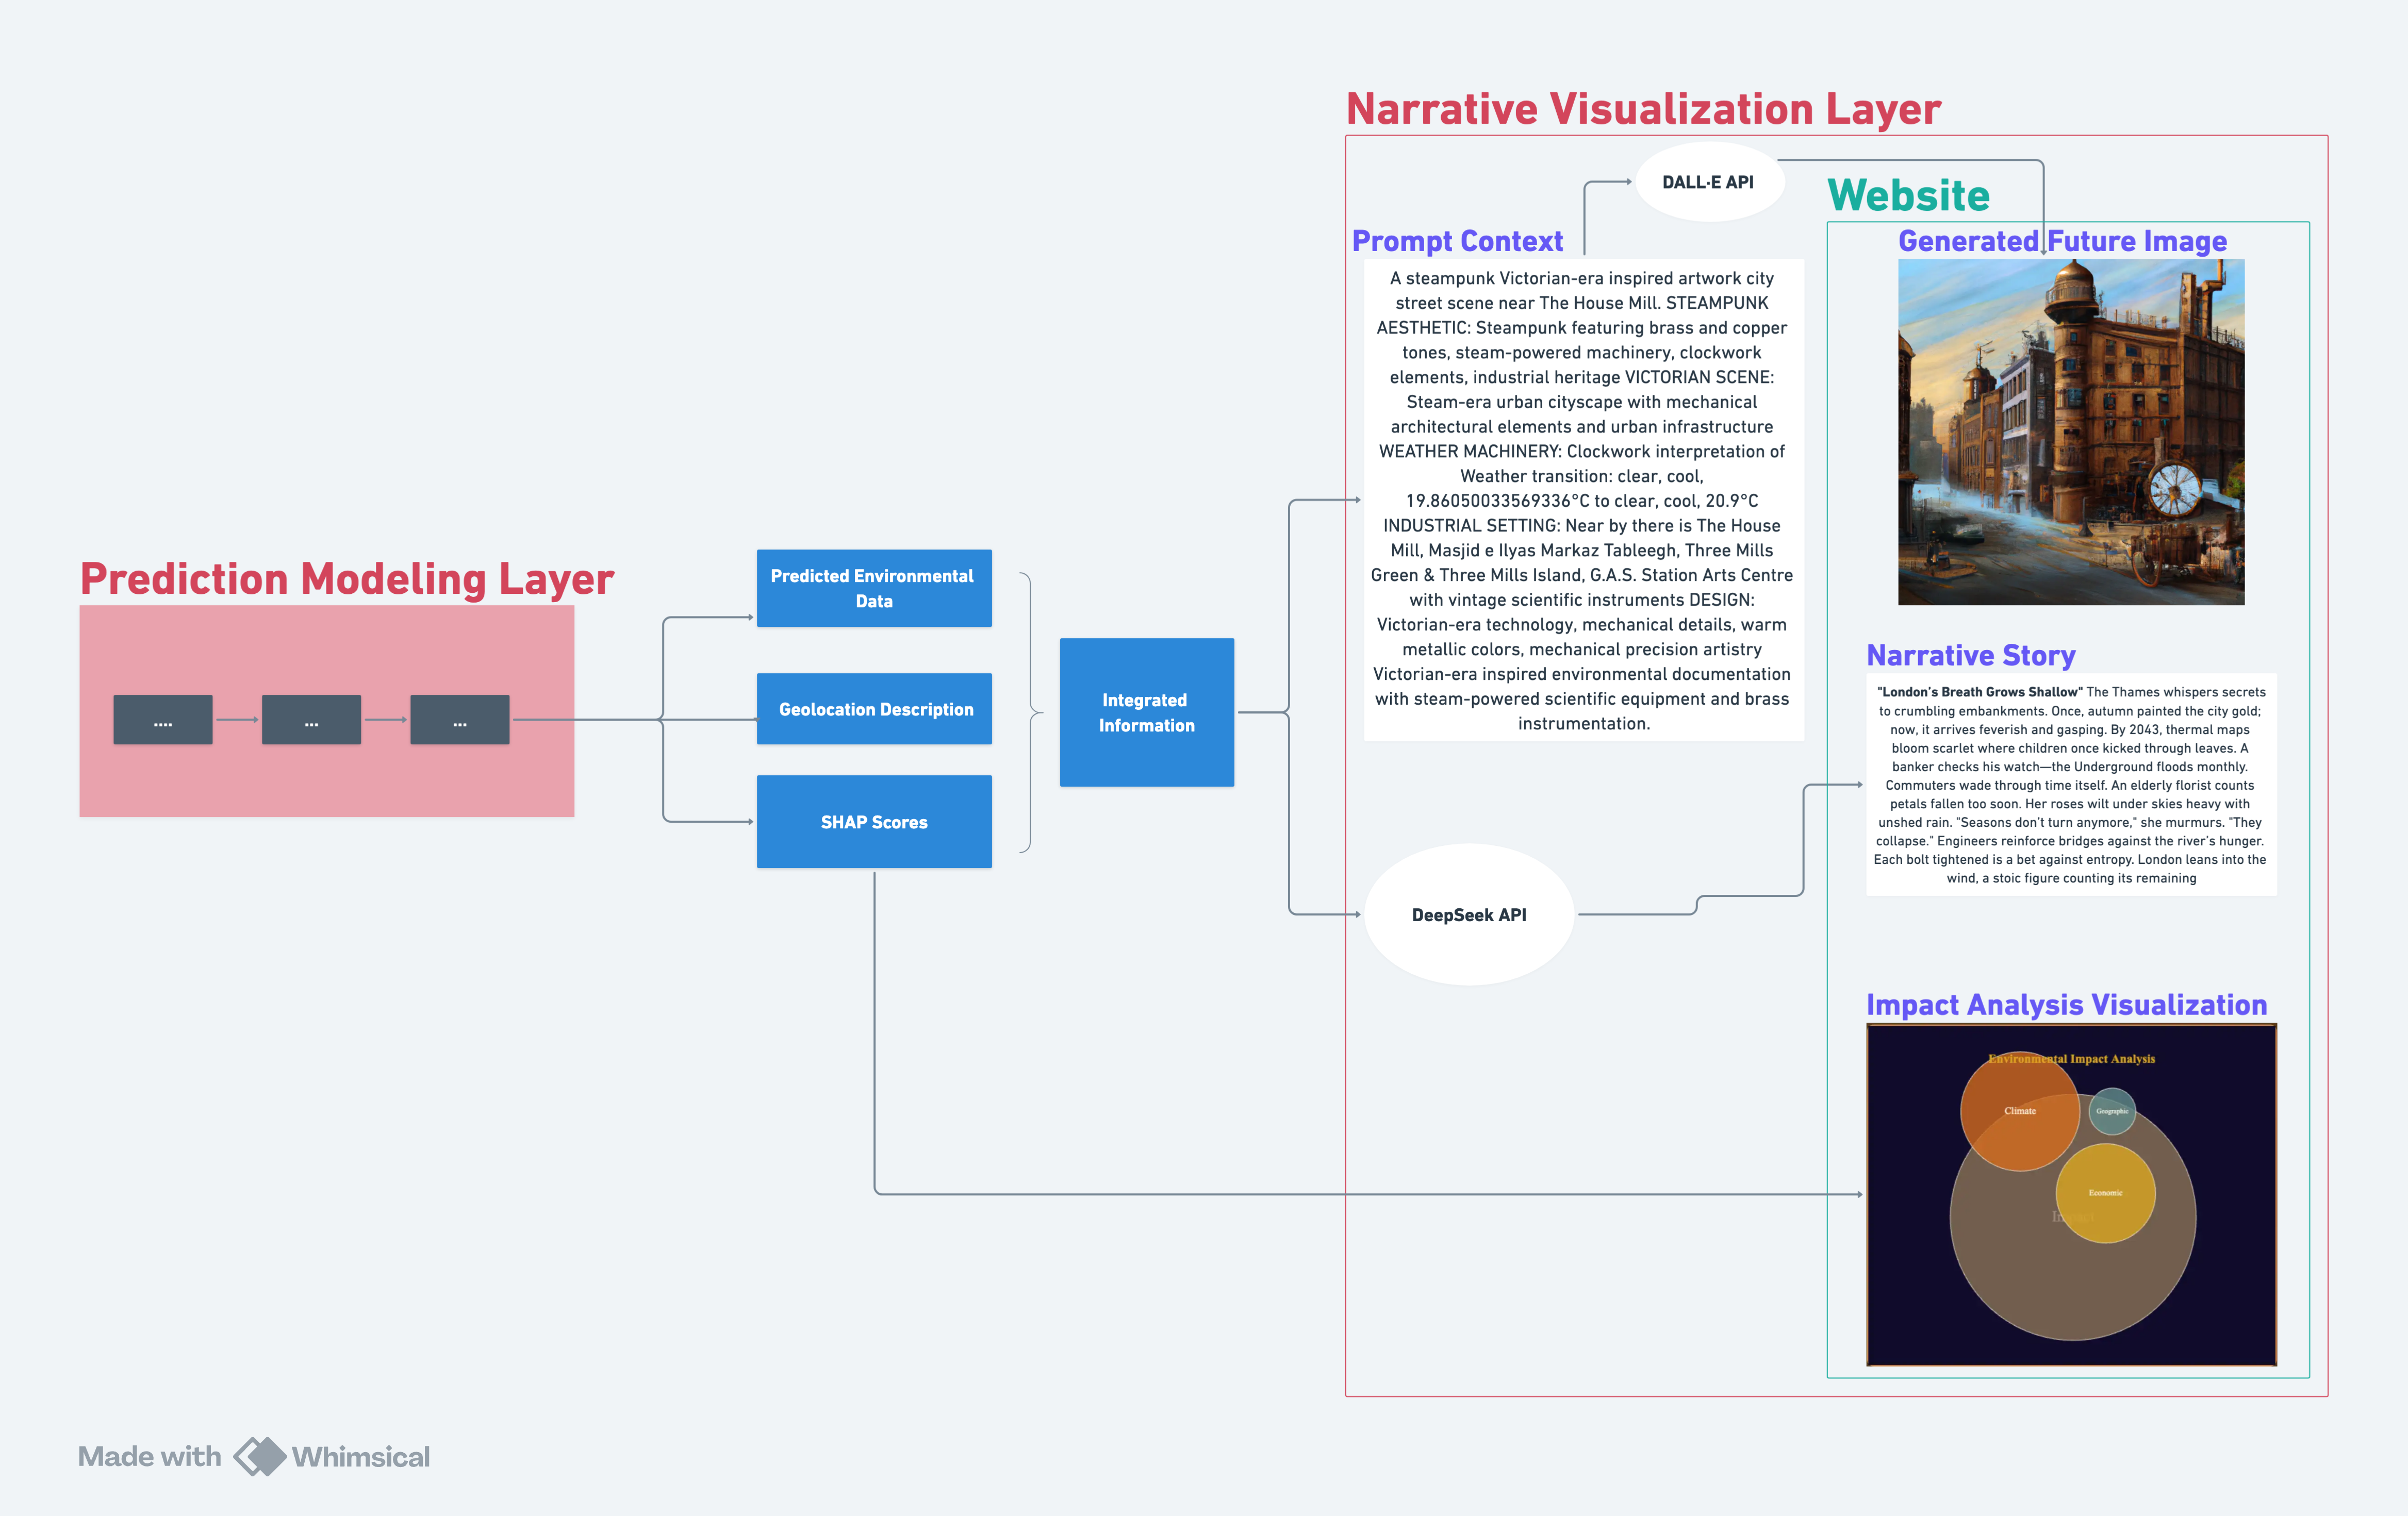 Narrative Visualization Layer
DALL·E API
Website
Prompt Context
Generated Future Image
A steampunk Victorian-era inspired artwork city
street scene near The House Mill. STEAMPUNK
AESTHETIC: Steampunk featuring brass and copper
tones, steam-powered machinery, clockwork
elements, industrial heritage VICTORIAN SCENE:
Steam-era urban cityscape with mechanical
architectural elements and urban infrastructure
WEATHER MACHINERY: Clockwork interpretation of
Weather transition: clear, cool,
19.86050033569336°C to clear, cool, 20.9°C
INDUSTRIAL SETTING: Near by there is The House
Mill, Masjid e Ilyas Markaz Tableegh, Three Mills
Green & Three Mills Island, G.A.S. Station Arts Centre
with vintage scientific instruments DESIGN:
Victorian-era technology, mechanical details, warm
metallic colors, mechanical precision artistry
Victorian-era inspired environmental documentation
with steam-powered scientific equipment and brass
instrumentation.
Prediction Modeling Layer
....
...
...
Predicted Environmental
Data
Geolocation Description
SHAP Scores
Integrated
Information
DeepSeek API
Narrative Story
"London's Breath Grows Shallow" The Thames whispers secrets
to crumbling embankments. Once, autumn painted the city gold;
now, it arrives feverish and gasping. By 2043, thermal maps
bloom scarlet where children once kicked through leaves. A
banker checks his watch—the Underground floods monthly.
Commuters wade through time itself. An elderly florist counts
petals fallen too soon. Her roses wilt under skies heavy with
unshed rain. "Seasons don't turn anymore," she murmurs. "They
collapse." Engineers reinforce bridges against the river's hunger.
Each bolt tightened is a bet against entropy. London leans into the
wind, a stoic figure counting its remaining
Impact Analysis Visualization
Environmental Impact Analysis
Climate
Geographic
Economic
Made with Whimsical